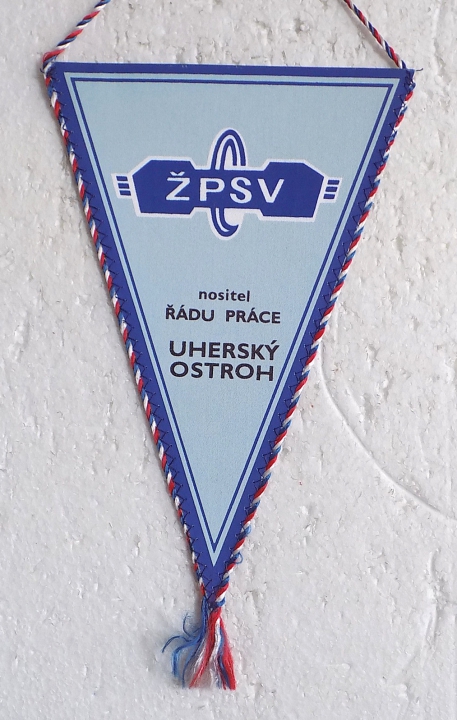 ŽPSV
nositel
ŘÁDU PRÁCE
UHERSKÝ
OSTROH